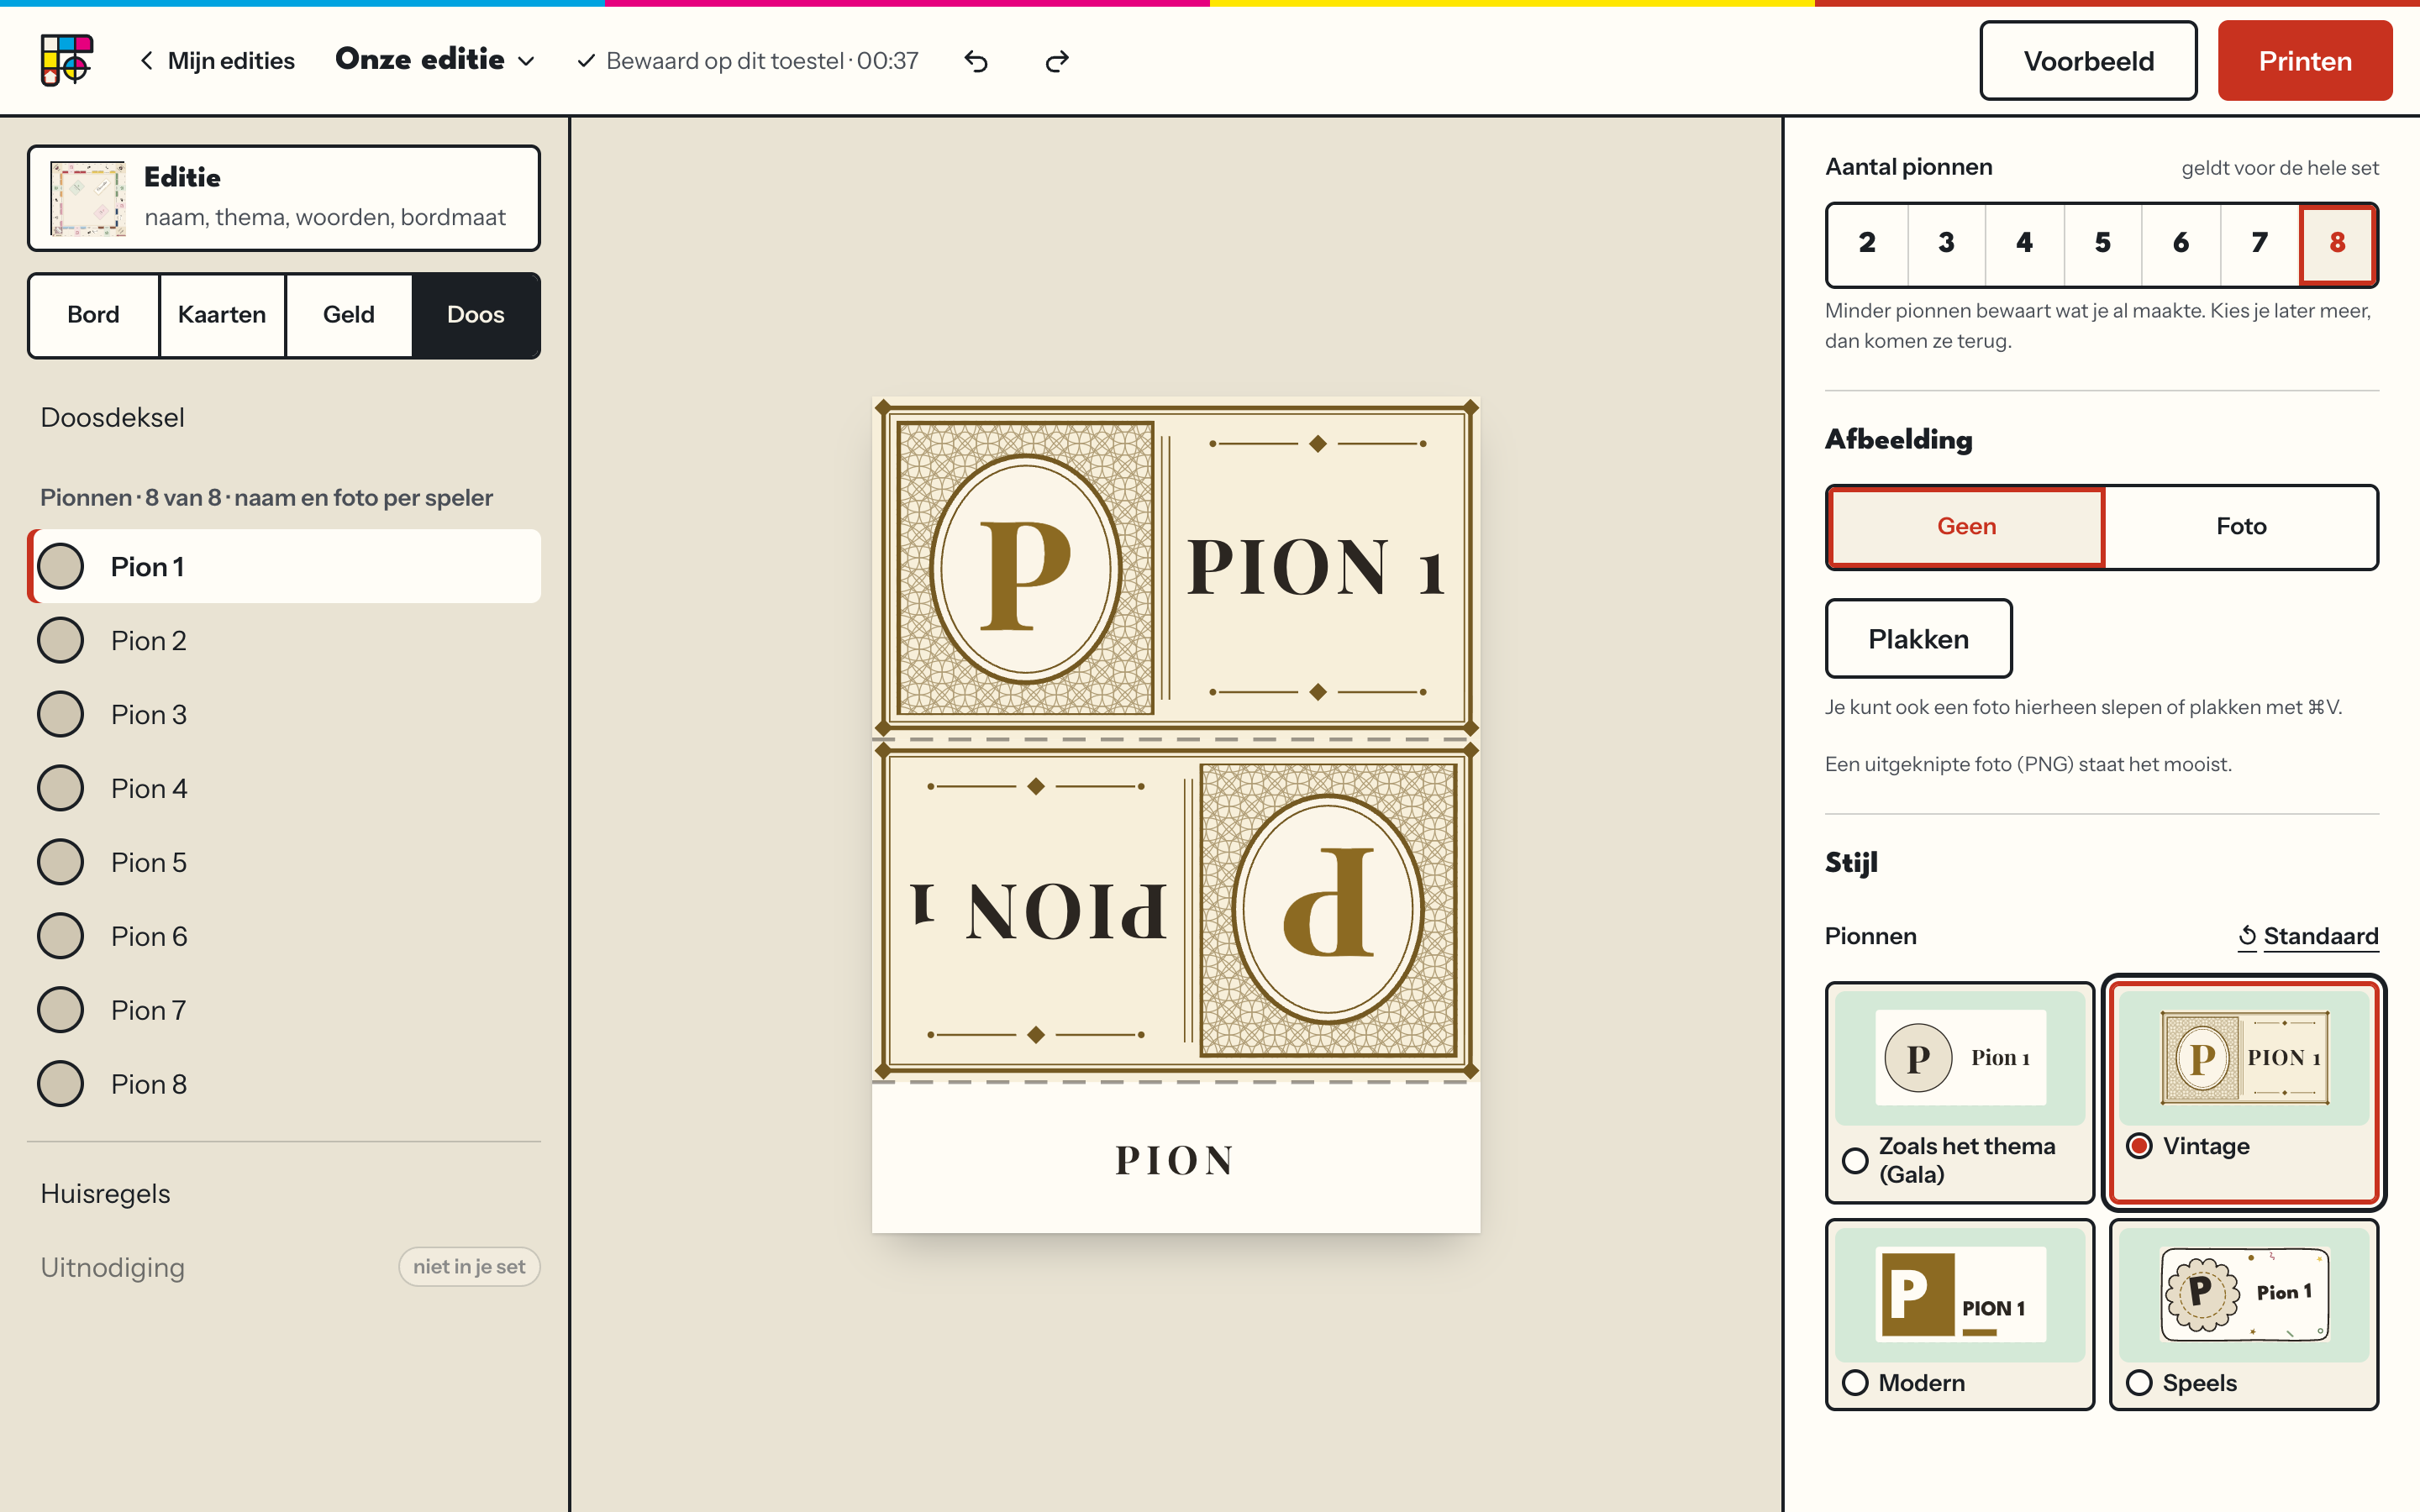 Mijn edities
Onze editie
Bewaard op dit toestel · 00:37
Voorbeeld
Printen
Editie
naam, thema, woorden, bordmaat
Bord
Kaarten
Geld
Doos
Doosdeksel
Pionnen · 8 van 8 · naam en foto per speler
Pion 1
Pion 2
Pion 3
Pion 4
Pion 5
Pion 6
Pion 7
Pion 8
Huisregels
Uitnodiging
niet in je set
P
PION 1
PION 1
P
PION
Aantal pionnen
geldt voor de hele set
2
3
4
5
6
7
8
Minder pionnen bewaart wat je al maakte. Kies je later meer,
dan komen ze terug.
Afbeelding
Geen
Foto
Plakken
Je kunt ook een foto hierheen slepen of plakken met ⌘V.
Een uitgeknipte foto (PNG) staat het mooist.
Stijl
Pionnen
Standaard
P
Pion 1
Zoals het thema
(Gala)
P
PION 1
Vintage
P
PION 1
Modern
P
Pion 1
Speels